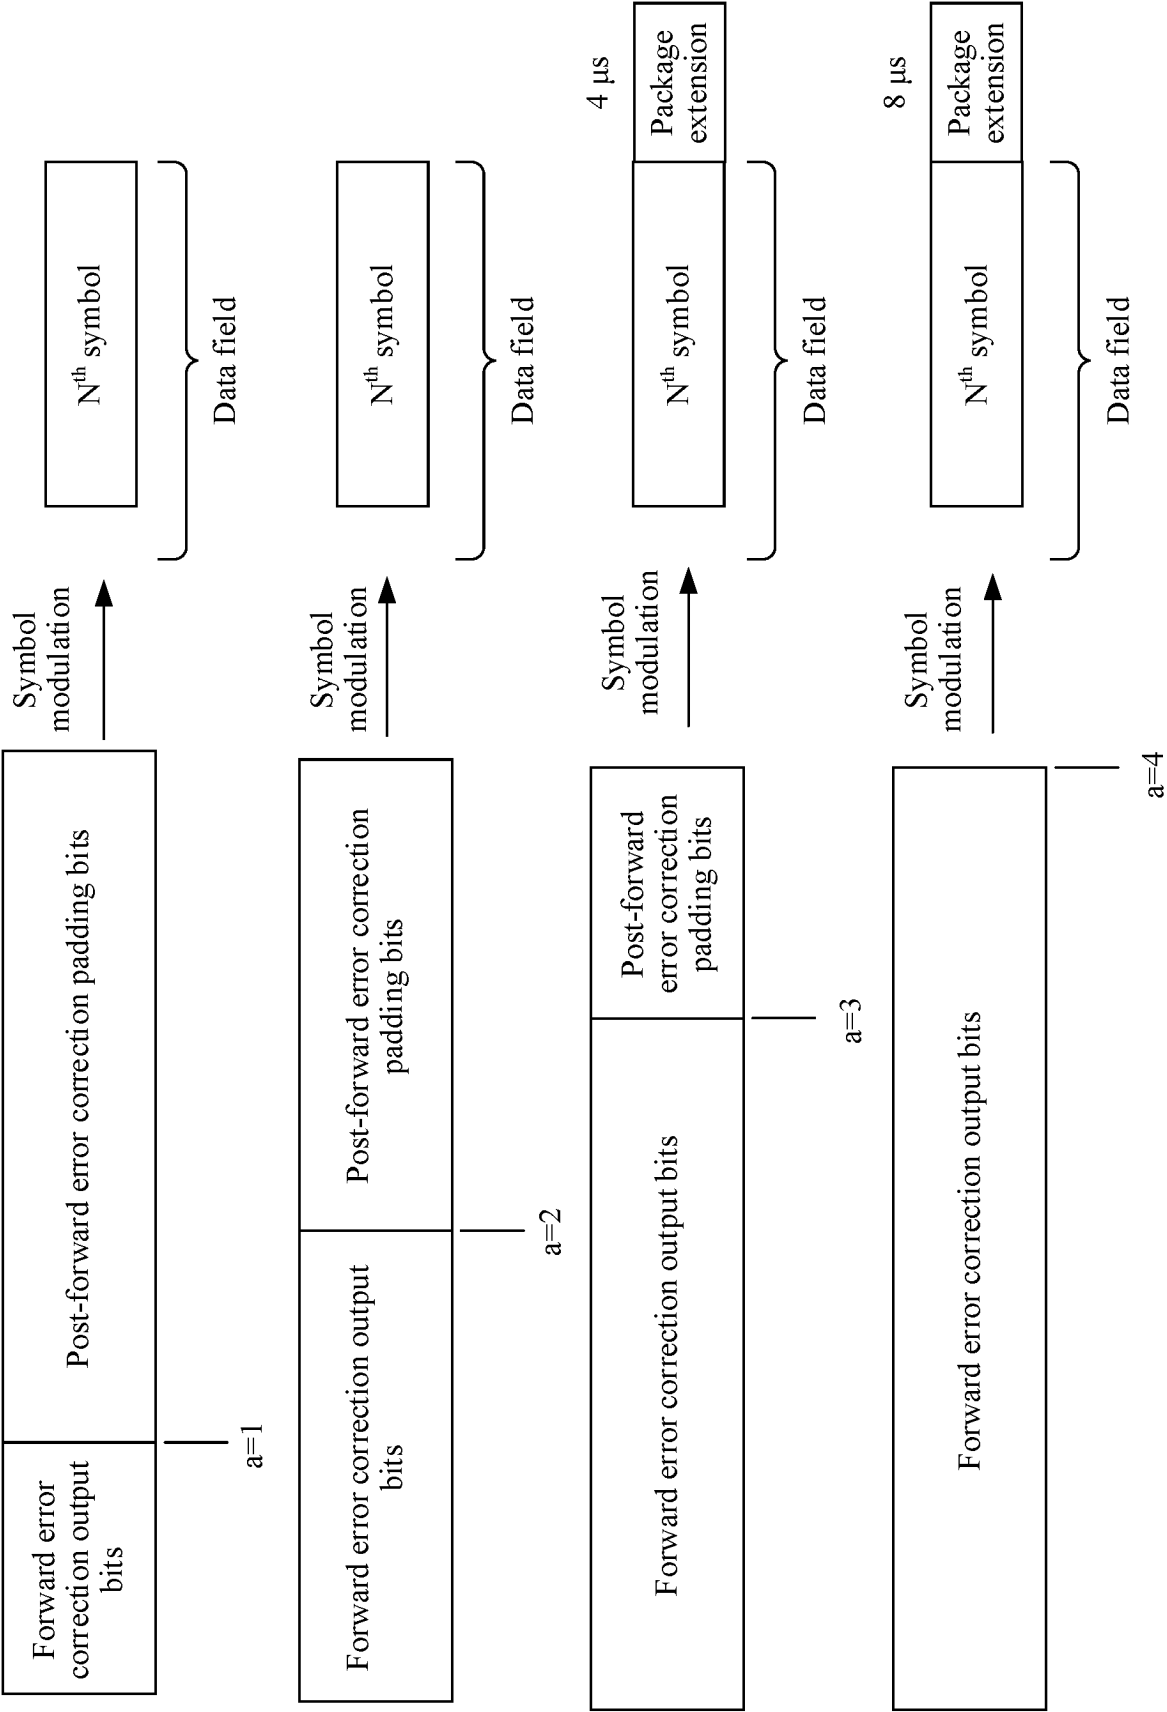 Forward error
correction output
bits
Post-forward error correction padding bits
a=1
Symbol
modulation
Nth symbol
Data field
Forward error correction output
bits
Post-forward error correction
padding bits
a=2
Symbol
modulation
Nth symbol
Data field
Forward error correction output bits
Post-forward
error correction
padding bits
a=3
Symbol
modulation
Nth symbol
Package
extension
4 μs
Data field
Forward error correction output bits
a=4
Symbol
modulation
Nth symbol
Package
extension
8 μs
Data field